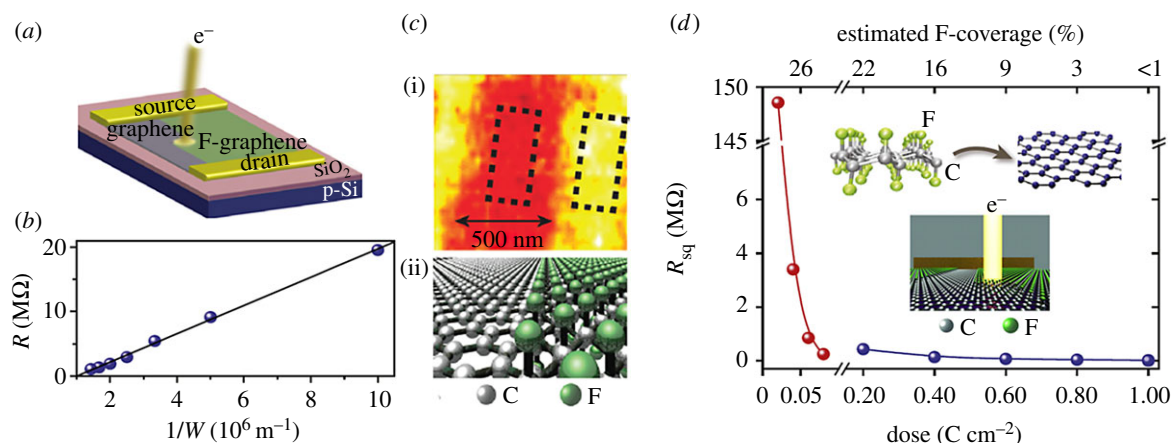 (a)
e⁻
source
graphene
F-graphene
drain
SiO₂
p-Si
(b)
R (MΩ)
20
10
0
2 4 6 8 10
1/W (10⁶ m⁻¹)
(c)
(i)
500 nm
(ii)
C F
(d)
estimated F-coverage (%)
26 22 16 9 3 <1
150
145
6
4
2
0
R_sq (MΩ)
F
C
e⁻
C F
0 0.05 0.20 0.40 0.60 0.80 1.00
dose (C cm⁻²)